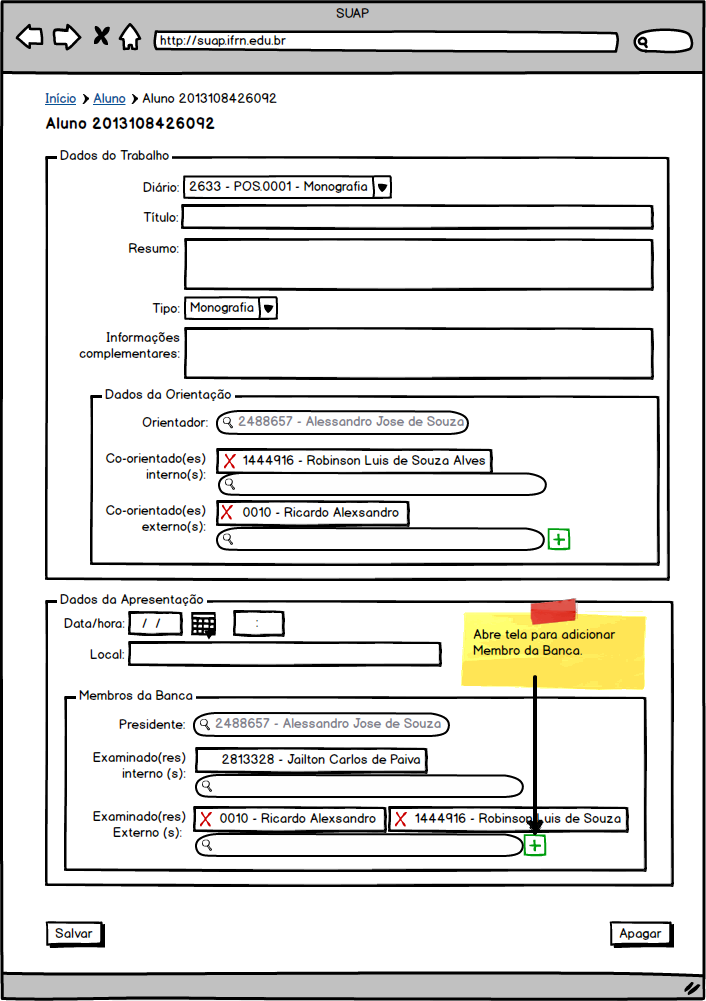 SUAP
http://suap.ifrn.edu.br
Início > Aluno > Aluno 2013108426092
Aluno 2013108426092
Dados do Trabalho
Diário: 2633 - POS.0001 - Monografia
Título:
Resumo:
Tipo: Monografia
Informações
complementares:
Dados da Orientação
Orientador: 2488657 - Alessandro Jose de Souza
Co-orientado(es)
interno(s):
1444916 - Robinson Luis de Souza Alves
Co-orientado(es)
externo(s):
0010 - Ricardo Alexsandro
Dados da Apresentação
Data/hora: / / :
Local:
Abre tela para adicionar
Membro da Banca.
Membros da Banca
Presidente: 2488657 - Alessandro Jose de Souza
Examinado(res)
interno (s):
2813328 - Jailton Carlos de Paiva
Examinado(res)
Externo (s):
0010 - Ricardo Alexsandro
1444916 - Robinson Luis de Souza
Salvar
Apagar